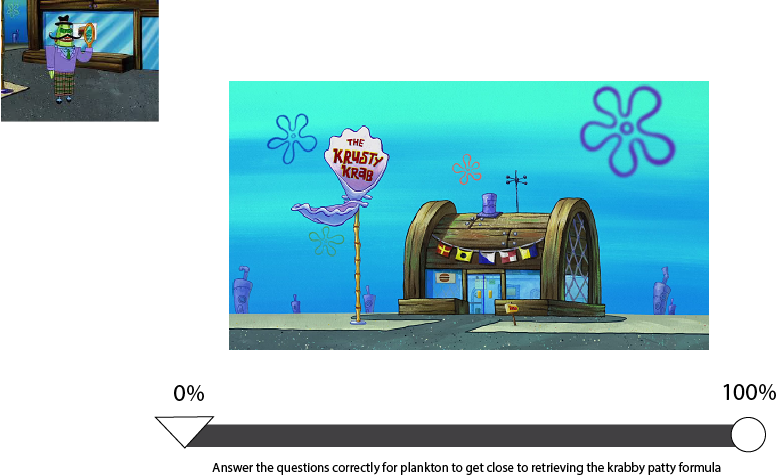 THE
KRUSTY
KRAB
0%
100%
Answer the questions correctly for plankton to get close to retrieving the krabby patty formula